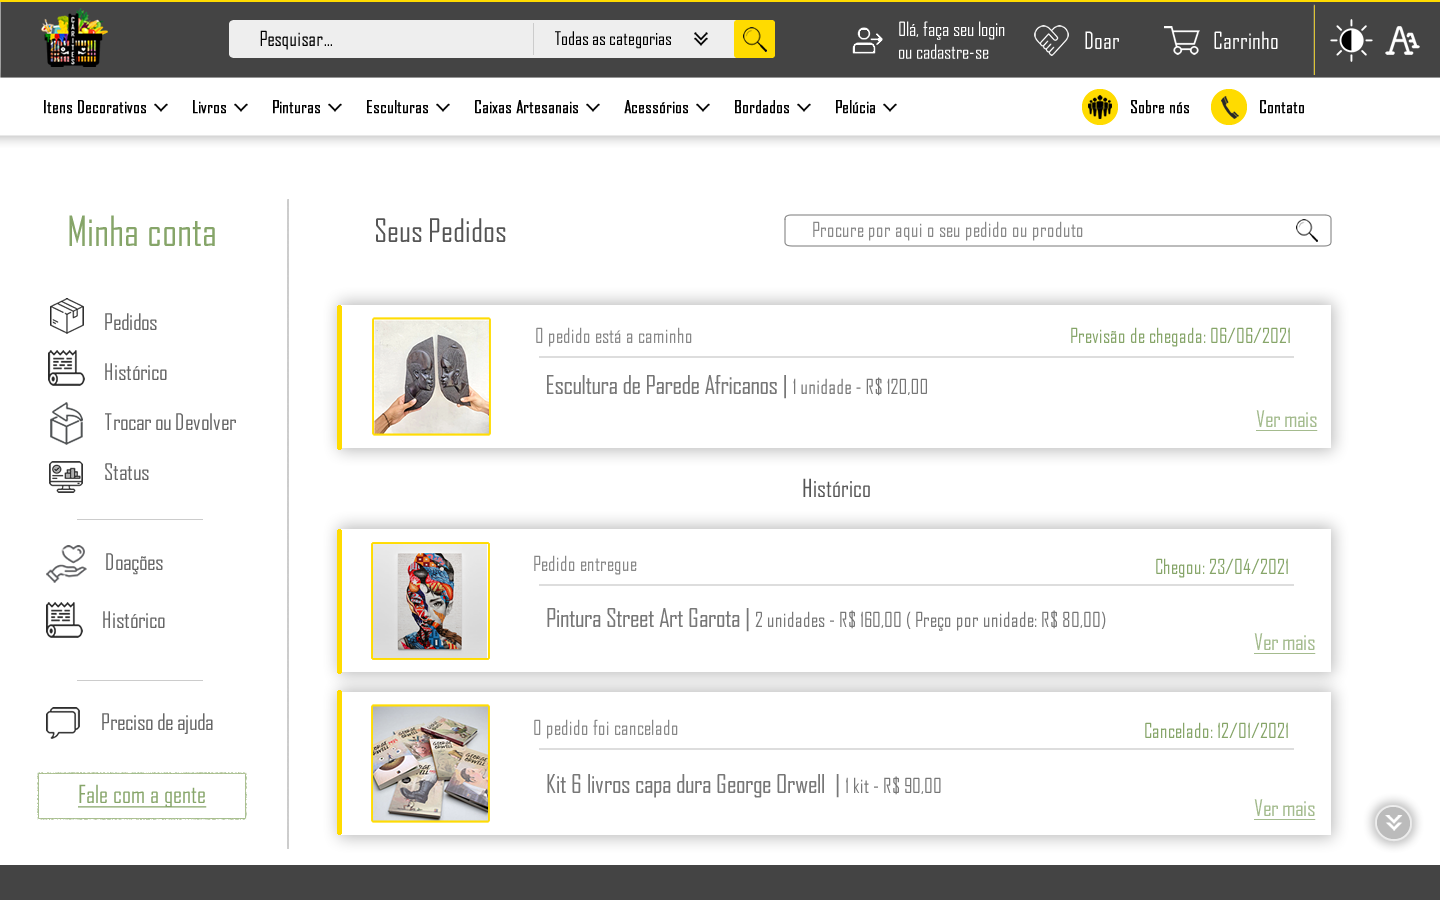 CARITAS
Pesquisar...
Todas as categorias
Olá, faça seu login
ou cadastre-se
Doar
Carrinho
Itens Decorativos
Livros
Pinturas
Esculturas
Caixas Artesanais
Acessórios
Bordados
Pelúcia
Sobre nós
Contato
Minha conta
Pedidos
Histórico
Trocar ou Devolver
Status
Doações
Histórico
Preciso de ajuda
Fale com a gente
Seus Pedidos
Procure por aqui o seu pedido ou produto
O pedido está a caminho
Previsão de chegada: 06/06/2021
Escultura de Parede Africanos | 1 unidade - R$ 120,00
Ver mais
Histórico
Pedido entregue
Chegou: 23/04/2021
Pintura Street Art Garota | 2 unidades - R$ 160,00 ( Preço por unidade: R$ 80,00)
Ver mais
O pedido foi cancelado
Cancelado: 12/01/2021
Kit 6 livros capa dura George Orwell | 1 kit - R$ 90,00
Ver mais